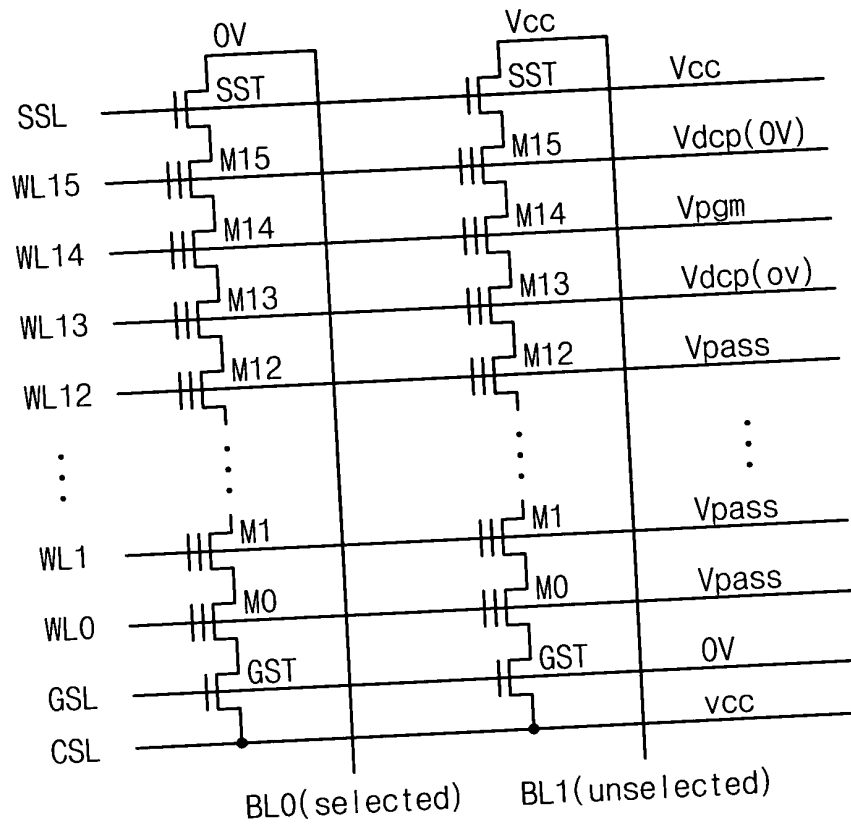 0V Vcc
SSL SST SST Vcc
WL15 M15 M15 Vdcp(0V)
WL14 M14 M14 Vpgm
WL13 M13 M13 Vdcp(ov)
WL12 M12 M12 Vpass
WL1 M1 M1 Vpass
WL0 M0 M0 Vpass
GSL GST GST 0V
CSL vcc
BL0(selected) BL1(unselected)